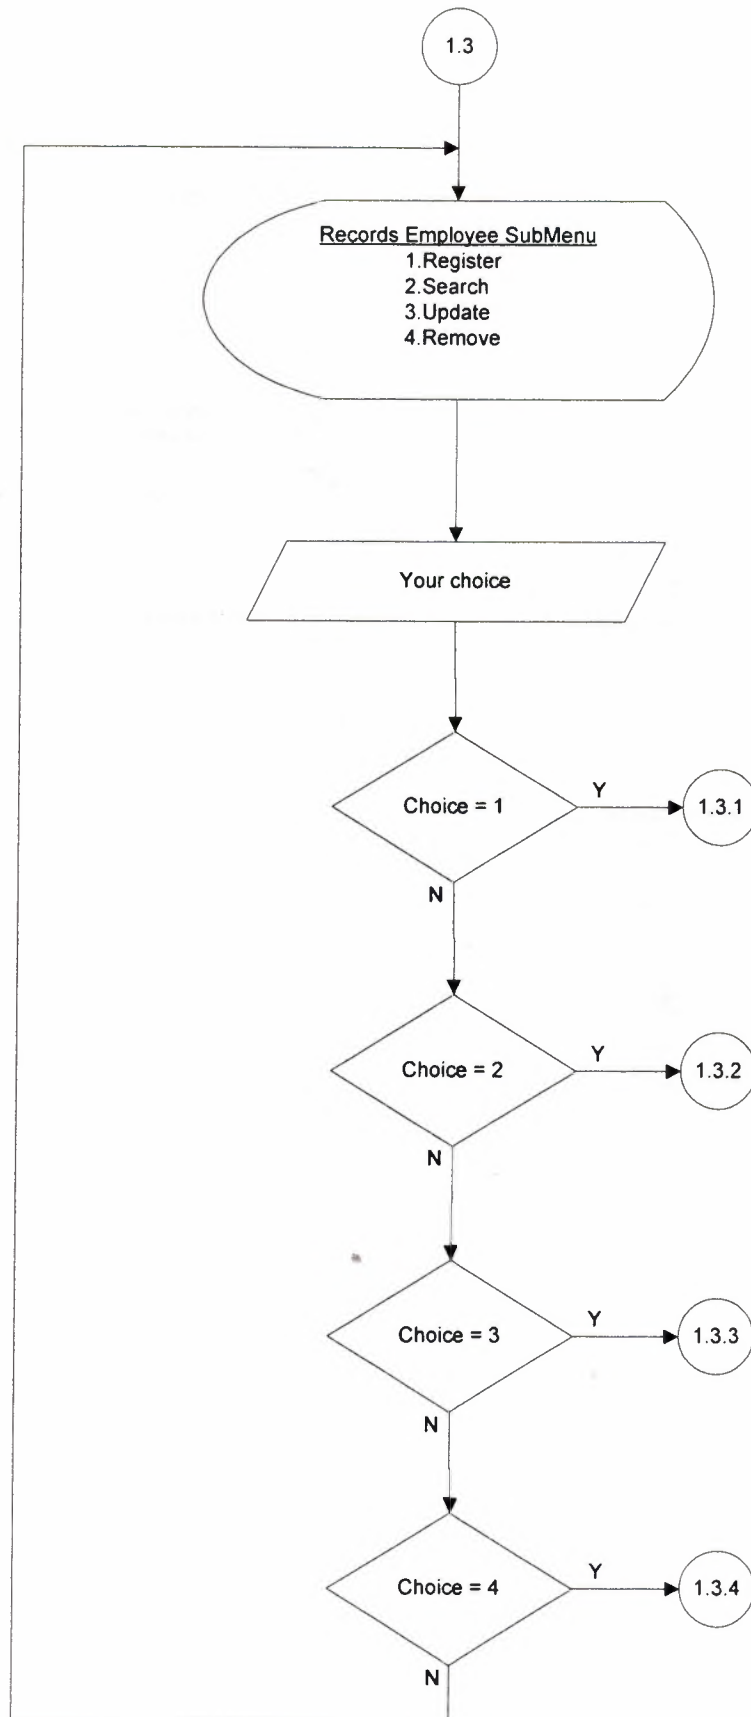 1.3
Records Employee SubMenu
1.Register
2.Search
3.Update
4.Remove
Your choice
Choice = 1
Y
1.3.1
N
Choice = 2
Y
1.3.2
N
Choice = 3
Y
1.3.3
N
Choice = 4
Y
1.3.4
N